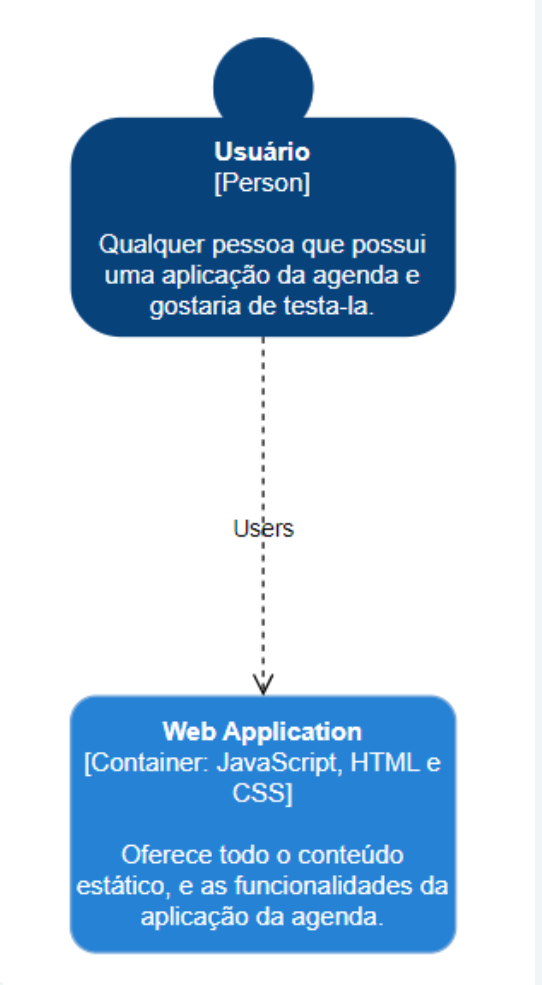 Usuário
[Person]
Qualquer pessoa que possui
uma aplicação da agenda e
gostaria de testa-la.
Users
Web Application
[Container: JavaScript, HTML e
CSS]
Oferece todo o conteúdo
estático, e as funcionalidades da
aplicação da agenda.